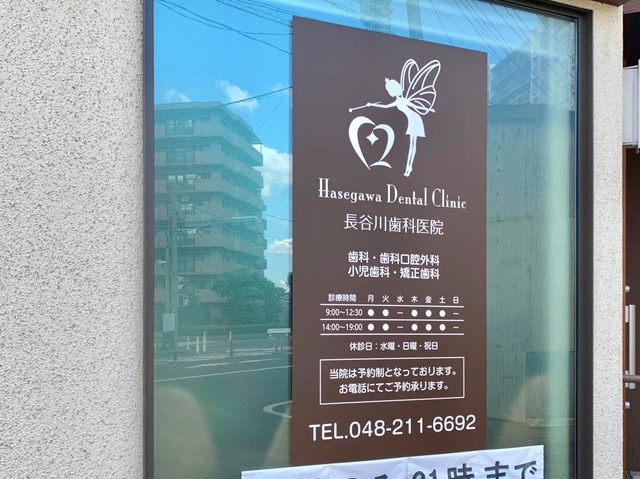 Hasegawa Dental Clinic
長谷川歯科医院
歯科・歯科口腔外科
小児歯科・矯正歯科
診療時間 月 火 水 木 金 土 日
9:00～12:30 ● ● － ● ● ● －
14:00～19:00 ● ● － ● ● ● －
休診日：水曜・日曜・祝日
当院は予約制となっております。
お電話にてご予約承ります。
TEL.048-211-6692
21時まで